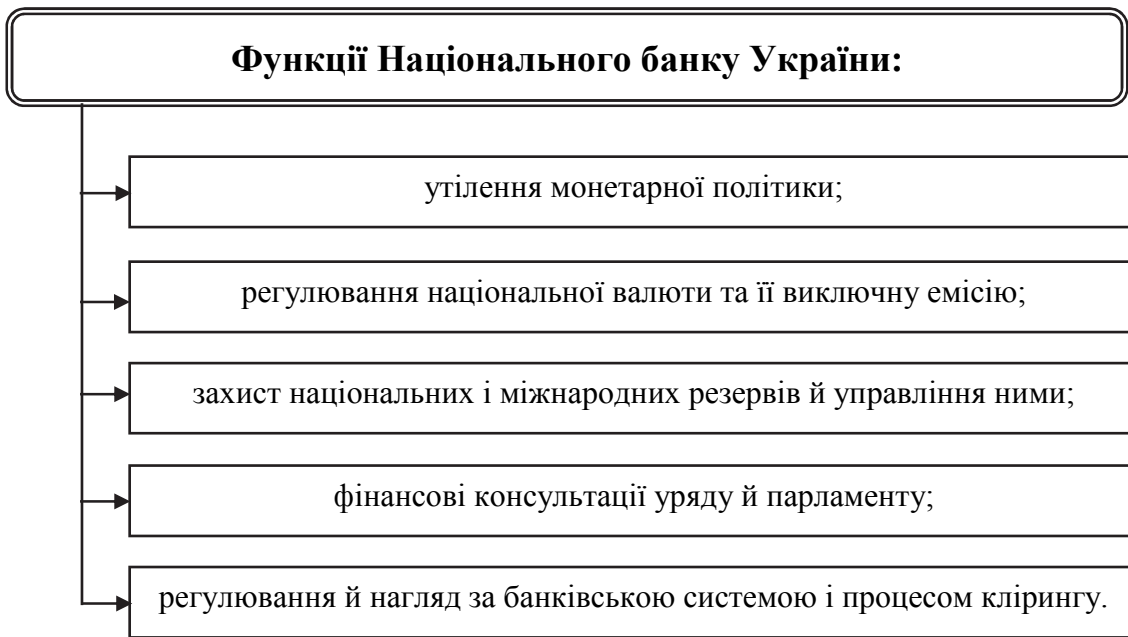 Функції Національного банку України:
утілення монетарної політики;
регулювання національної валюти та її виключну емісію;
захист національних і міжнародних резервів й управління ними;
фінансові консультації уряду й парламенту;
регулювання й нагляд за банківською системою і процесом клірингу.